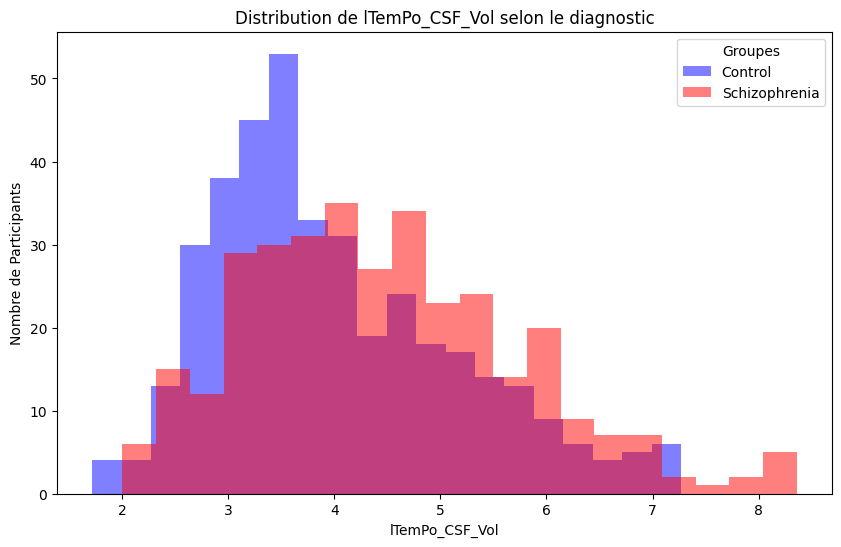 Distribution de lTemPo_CSF_Vol selon le diagnostic
Groupes
Control
Schizophrenia
Nombre de Participants
50
40
30
20
10
0
2 3 4 5 6 7 8
lTemPo_CSF_Vol